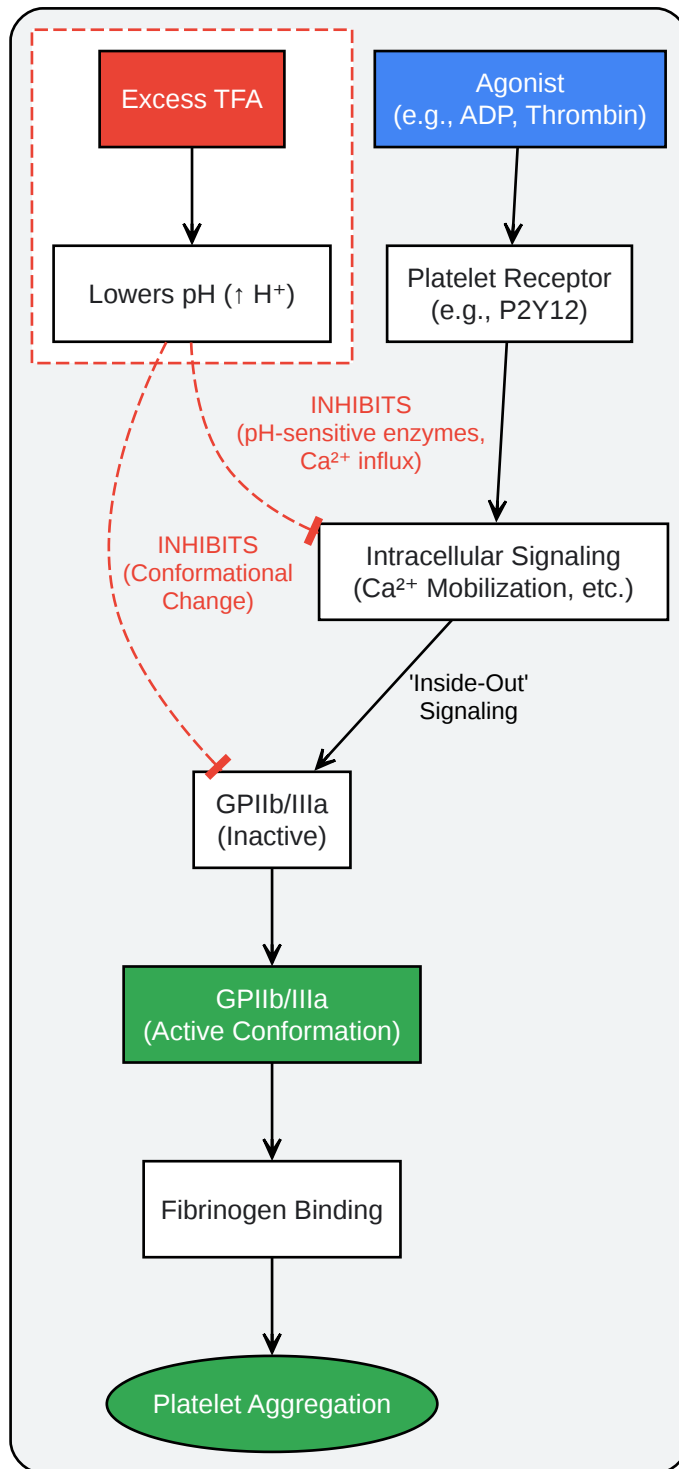 Excess TFA
Agonist
(e.g., ADP, Thrombin)
Lowers pH (↑ H⁺)
Platelet Receptor
(e.g., P2Y12)
INHIBITS
(pH-sensitive enzymes,
Ca²⁺ influx)
INHIBITS
(Conformational
Change)
Intracellular Signaling
(Ca²⁺ Mobilization, etc.)
'Inside-Out'
Signaling
GPIIb/IIIa
(Inactive)
GPIIb/IIIa
(Active Conformation)
Fibrinogen Binding
Platelet Aggregation